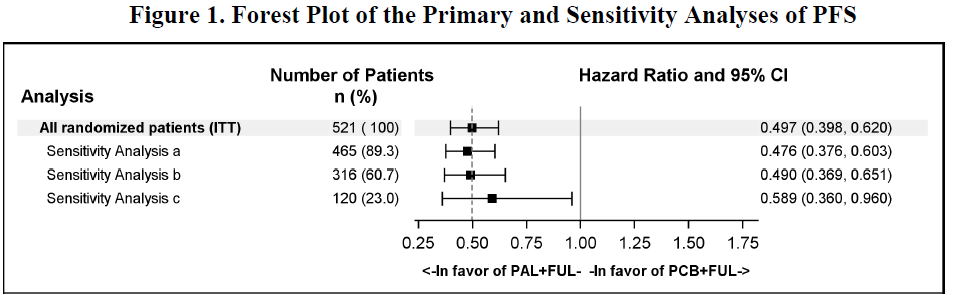 Figure 1. Forest Plot of the Primary and Sensitivity Analyses of PFS
Number of Patients Hazard Ratio and 95% CI
Analysis n (%)
All randomized patients (ITT) 521 ( 100) 0.497 (0.398, 0.620)
Sensitivity Analysis a 465 (89.3) 0.476 (0.376, 0.603)
Sensitivity Analysis b 316 (60.7) 0.490 (0.369, 0.651)
Sensitivity Analysis c 120 (23.0) 0.589 (0.360, 0.960)
0.25 0.50 0.75 1.00 1.25 1.50 1.75
<-In favor of PAL+FUL- -In favor of PCB+FUL->